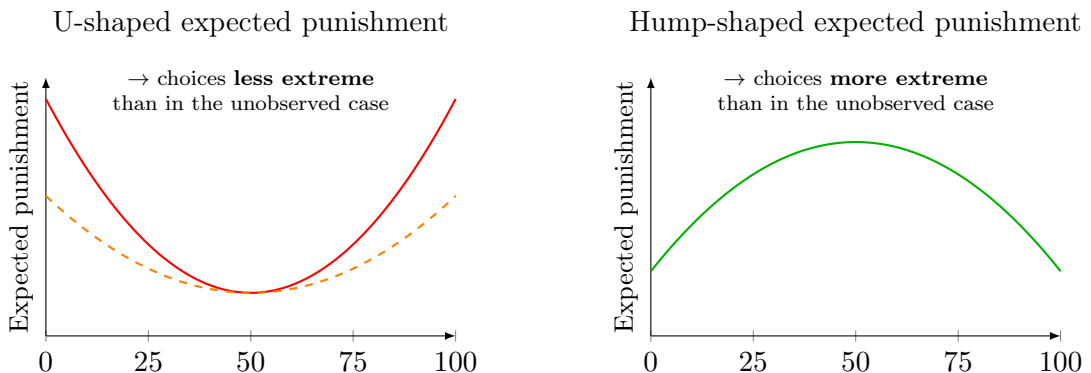 U-shaped expected punishment
→ choices less extreme
than in the unobserved case
Expected punishment
0 25 50 75 100
Hump-shaped expected punishment
→ choices more extreme
than in the unobserved case
Expected punishment
0 25 50 75 100